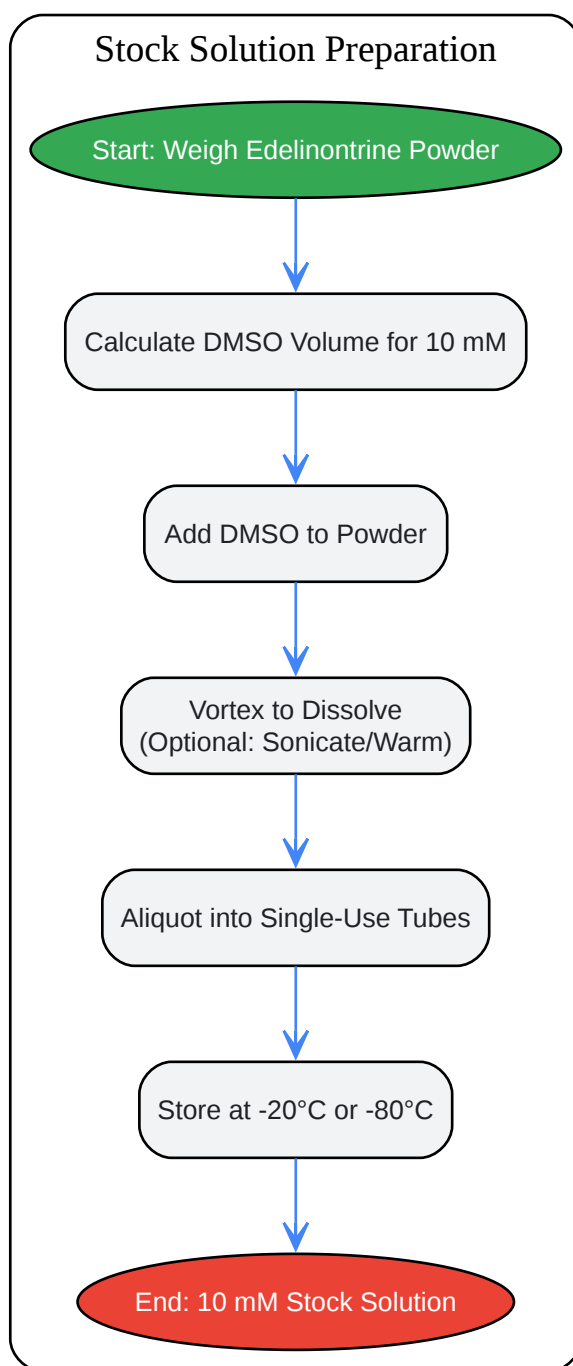 Stock Solution Preparation
Start: Weigh Edelinontrine Powder
Calculate DMSO Volume for 10 mM
Add DMSO to Powder
Vortex to Dissolve
(Optional: Sonicate/Warm)
Aliquot into Single-Use Tubes
Store at -20°C or -80°C
End: 10 mM Stock Solution